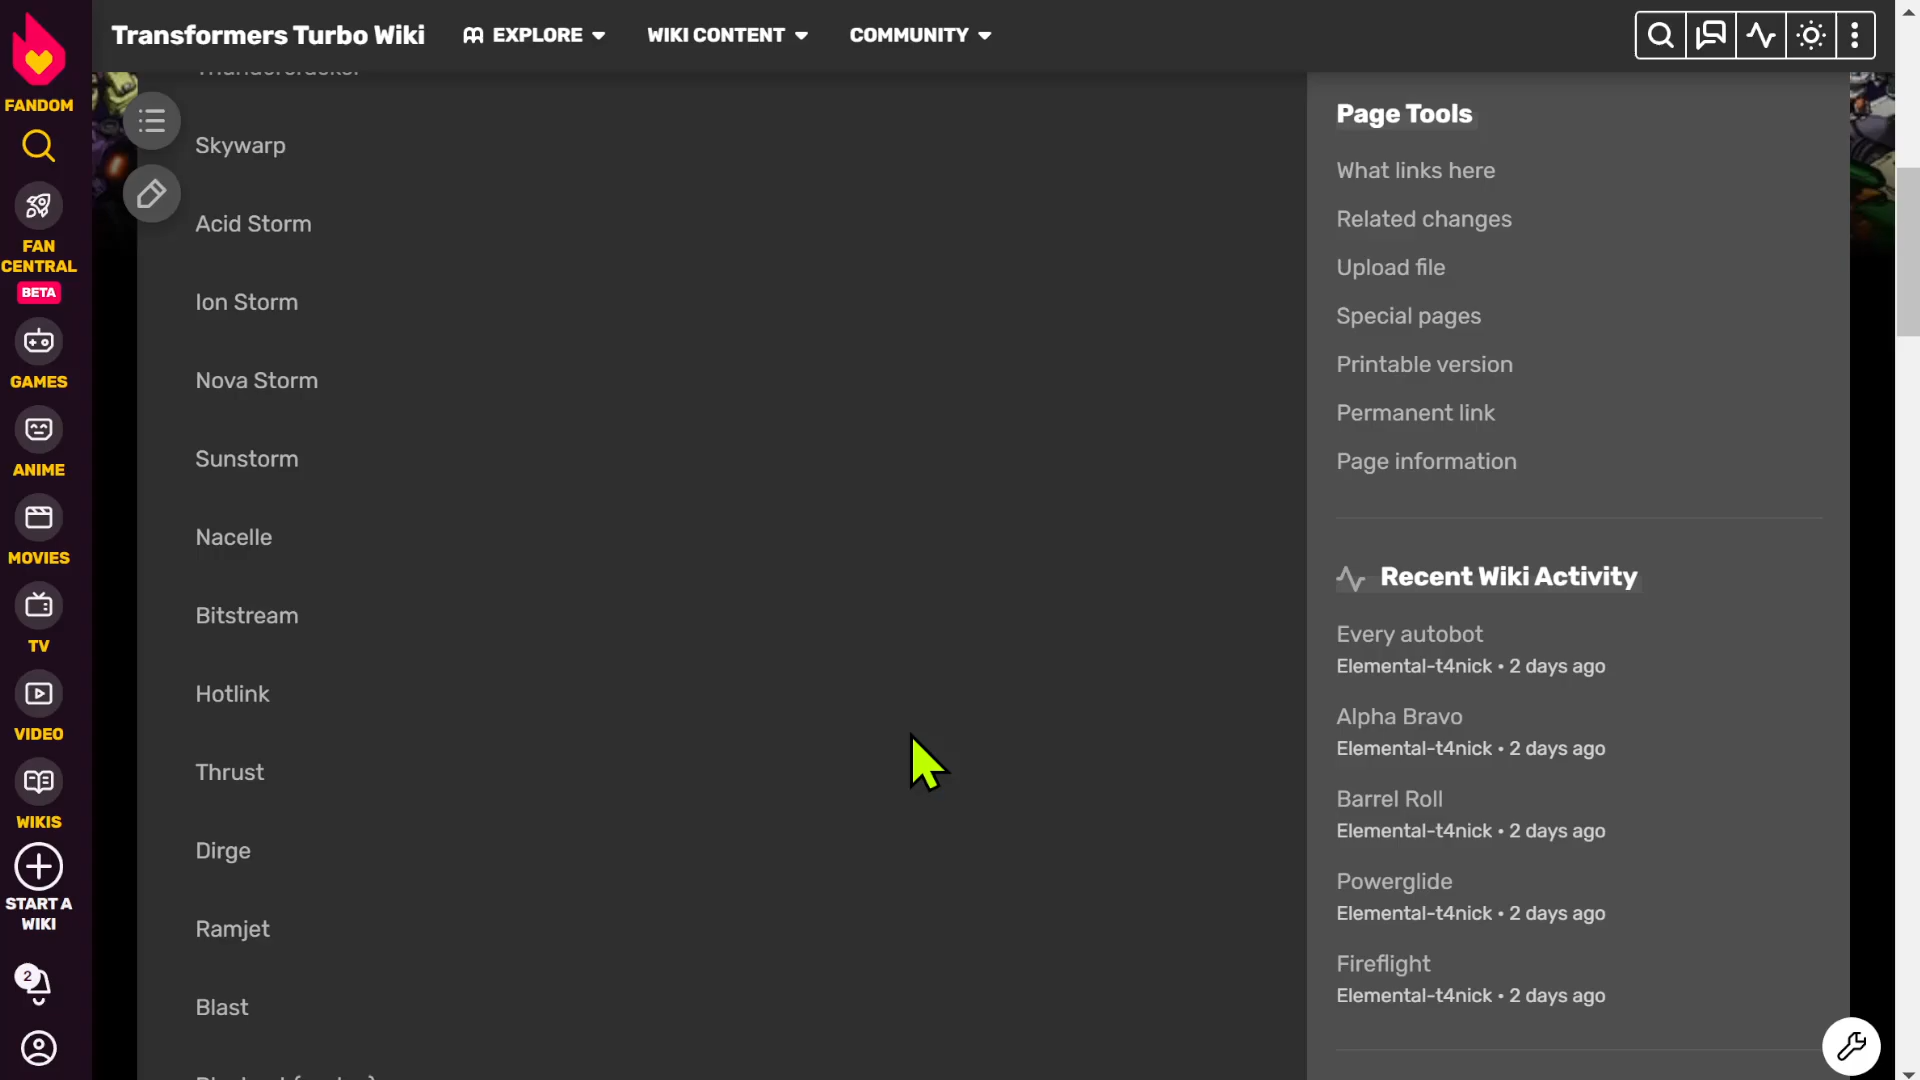 Transformers Turbo Wiki
EXPLORE
WIKI CONTENT
COMMUNITY
FANDOM
FAN
CENTRAL
BETA
GAMES
ANIME
MOVIES
TV
VIDEO
WIKIS
START A
WIKI
2
Skywarp
Acid Storm
Ion Storm
Nova Storm
Sunstorm
Nacelle
Bitstream
Hotlink
Thrust
Dirge
Ramjet
Blast
Page Tools
What links here
Related changes
Upload file
Special pages
Printable version
Permanent link
Page information
Recent Wiki Activity
Every autobot
Elemental-t4nick • 2 days ago
Alpha Bravo
Elemental-t4nick • 2 days ago
Barrel Roll
Elemental-t4nick • 2 days ago
Powerglide
Elemental-t4nick • 2 days ago
Fireflight
Elemental-t4nick • 2 days ago